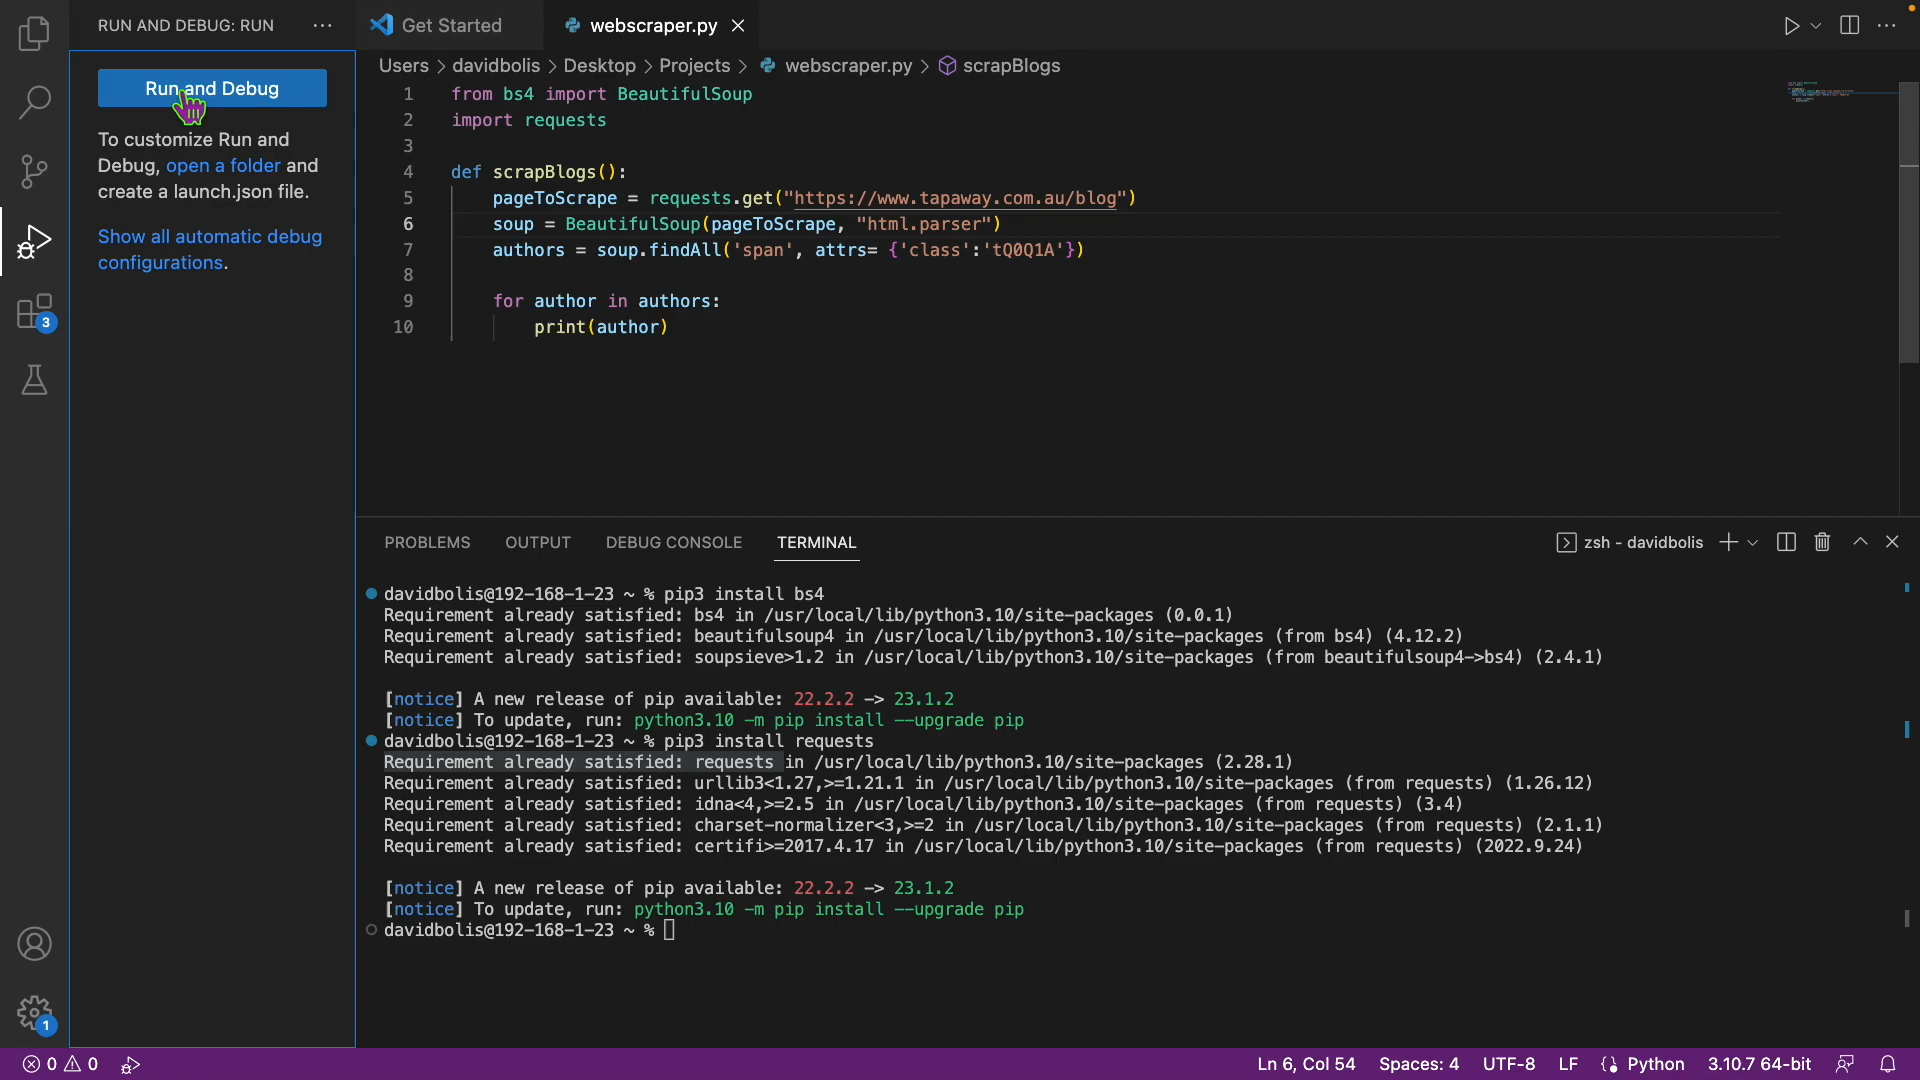 RUN AND DEBUG: RUN ···
Get Started
webscraper.py
Run and Debug
To customize Run and
Debug, open a folder and
create a launch.json file.
Show all automatic debug
configurations.
3
1
Users > davidbolis > Desktop > Projects > webscraper.py > scrapBlogs
1 from bs4 import BeautifulSoup
2 import requests
3
4 def scrapBlogs():
5 pageToScrape = requests.get("https://www.tapaway.com.au/blog")
6 soup = BeautifulSoup(pageToScrape, "html.parser")
7 authors = soup.findAll('span', attrs= {'class':'tQ0Q1A'})
8
9 for author in authors:
10 print(author)
PROBLEMS OUTPUT DEBUG CONSOLE TERMINAL
zsh - davidbolis
davidbolis@192-168-1-23 ~ % pip3 install bs4
Requirement already satisfied: bs4 in /usr/local/lib/python3.10/site-packages (0.0.1)
Requirement already satisfied: beautifulsoup4 in /usr/local/lib/python3.10/site-packages (from bs4) (4.12.2)
Requirement already satisfied: soupsieve>1.2 in /usr/local/lib/python3.10/site-packages (from beautifulsoup4->bs4) (2.4.1)
[notice] A new release of pip available: 22.2.2 -> 23.1.2
[notice] To update, run: python3.10 -m pip install --upgrade pip
davidbolis@192-168-1-23 ~ % pip3 install requests
Requirement already satisfied: requests in /usr/local/lib/python3.10/site-packages (2.28.1)
Requirement already satisfied: urllib3<1.27,>=1.21.1 in /usr/local/lib/python3.10/site-packages (from requests) (1.26.12)
Requirement already satisfied: idna<4,>=2.5 in /usr/local/lib/python3.10/site-packages (from requests) (3.4)
Requirement already satisfied: charset-normalizer<3,>=2 in /usr/local/lib/python3.10/site-packages (from requests) (2.1.1)
Requirement already satisfied: certifi>=2017.4.17 in /usr/local/lib/python3.10/site-packages (from requests) (2022.9.24)
[notice] A new release of pip available: 22.2.2 -> 23.1.2
[notice] To update, run: python3.10 -m pip install --upgrade pip
davidbolis@192-168-1-23 ~ %
0 0
Ln 6, Col 54 Spaces: 4 UTF-8 LF Python 3.10.7 64-bit